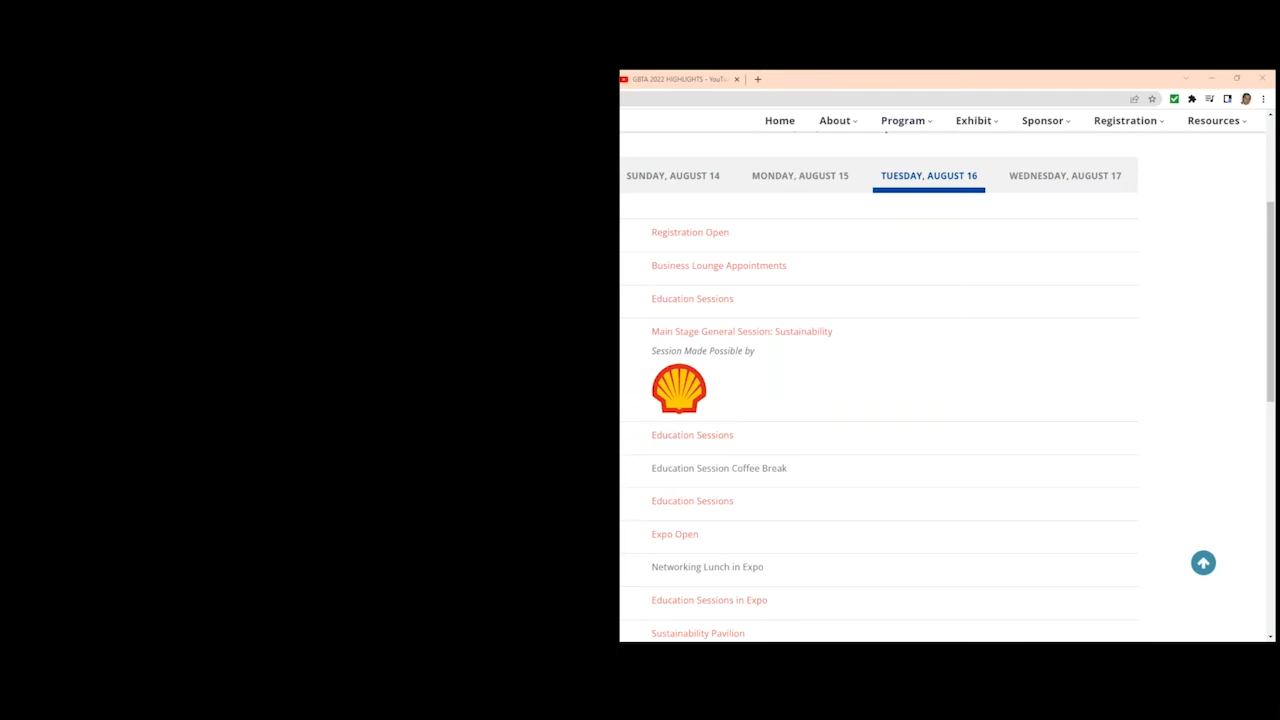 GBTA 2022 HIGHLIGHTS - YouTu
Home About Program Exhibit Sponsor Registration Resources
SUNDAY, AUGUST 14 MONDAY, AUGUST 15 TUESDAY, AUGUST 16 WEDNESDAY, AUGUST 17
Registration Open
Business Lounge Appointments
Education Sessions
Main Stage General Session: Sustainability
Session Made Possible by
Education Sessions
Education Session Coffee Break
Education Sessions
Expo Open
Networking Lunch in Expo
Education Sessions in Expo
Sustainability Pavilion